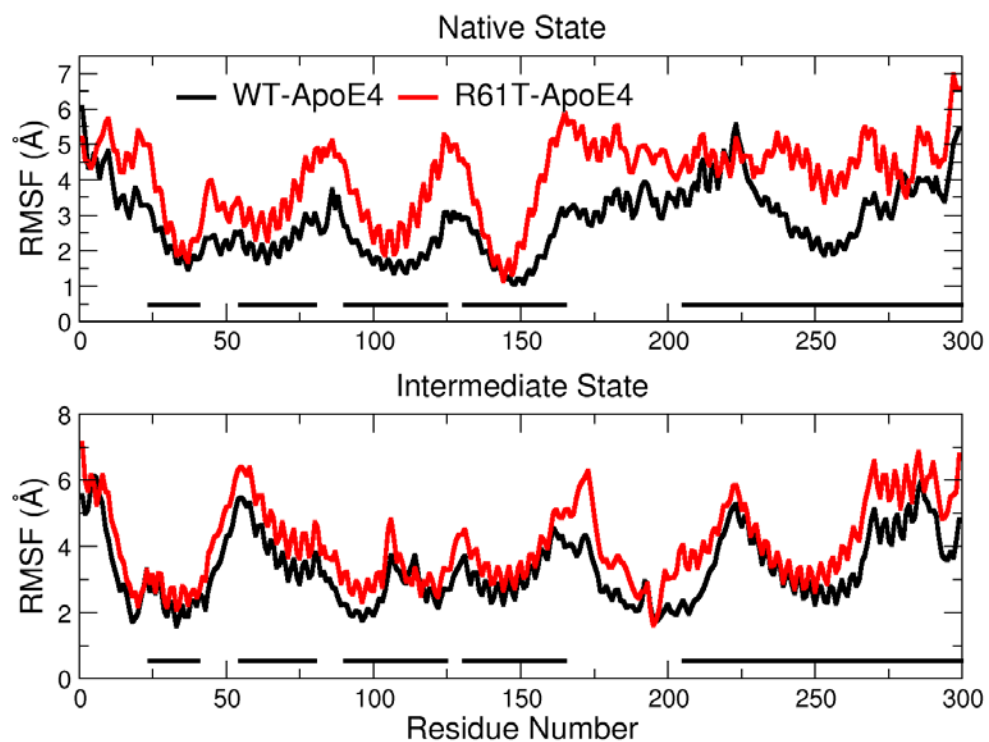 Native State
WT-ApoE4 R61T-ApoE4
RMSF (Å)
7
6
5
4
3
2
1
0
0 50 100 150 200 250 300
Intermediate State
RMSF (Å)
8
6
4
2
0
0 50 100 150 200 250 300
Residue Number